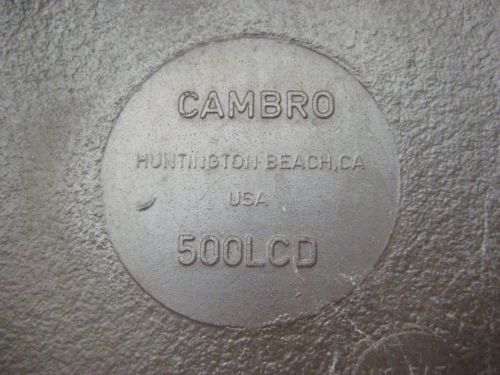 CAMBRO
HUNTINGTON BEACH, CA
USA
500LCD